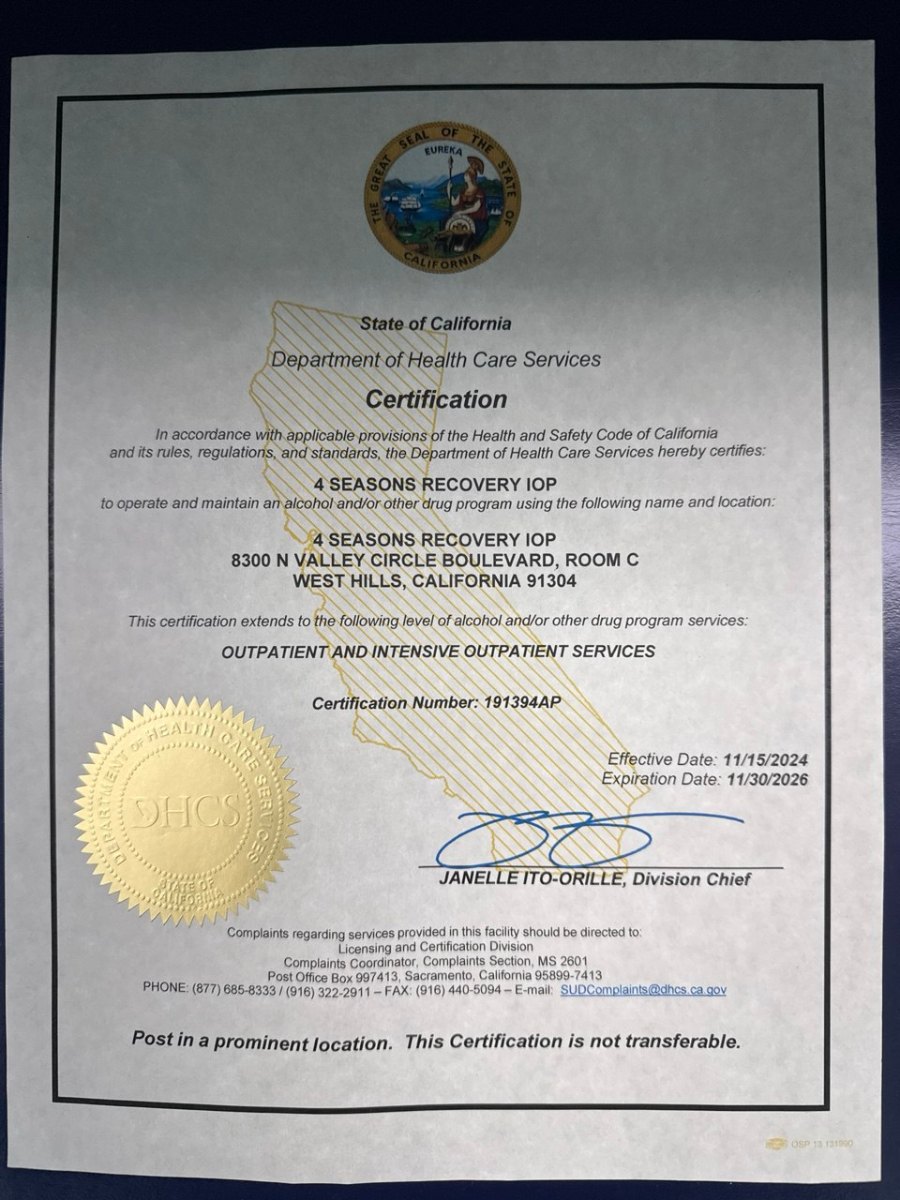 THE GREAT SEAL OF THE STATE OF CALIFORNIA
EUREKA
State of California
Department of Health Care Services
Certification
In accordance with applicable provisions of the Health and Safety Code of California
and its rules, regulations, and standards, the Department of Health Care Services hereby certifies:
4 SEASONS RECOVERY IOP
to operate and maintain an alcohol and/or other drug program using the following name and location:
4 SEASONS RECOVERY IOP
8300 N VALLEY CIRCLE BOULEVARD, ROOM C
WEST HILLS, CALIFORNIA 91304
This certification extends to the following level of alcohol and/or other drug program services:
OUTPATIENT AND INTENSIVE OUTPATIENT SERVICES
Certification Number: 191394AP
Effective Date: 11/15/2024
Expiration Date: 11/30/2026
DEPARTMENT OF HEALTH CARE SERVICES
DHCS
STATE OF
CALIFORNIA
JANELLE ITO-ORILLE, Division Chief
Complaints regarding services provided in this facility should be directed to:
Licensing and Certification Division
Complaints Coordinator, Complaints Section, MS 2601
Post Office Box 997413, Sacramento, California 95899-7413
PHONE: (877) 685-8333 / (916) 322-2911 – FAX: (916) 440-5094 – E-mail: SUDComplaints@dhcs.ca.gov
Post in a prominent location. This Certification is not transferable.
OSP 13 131990